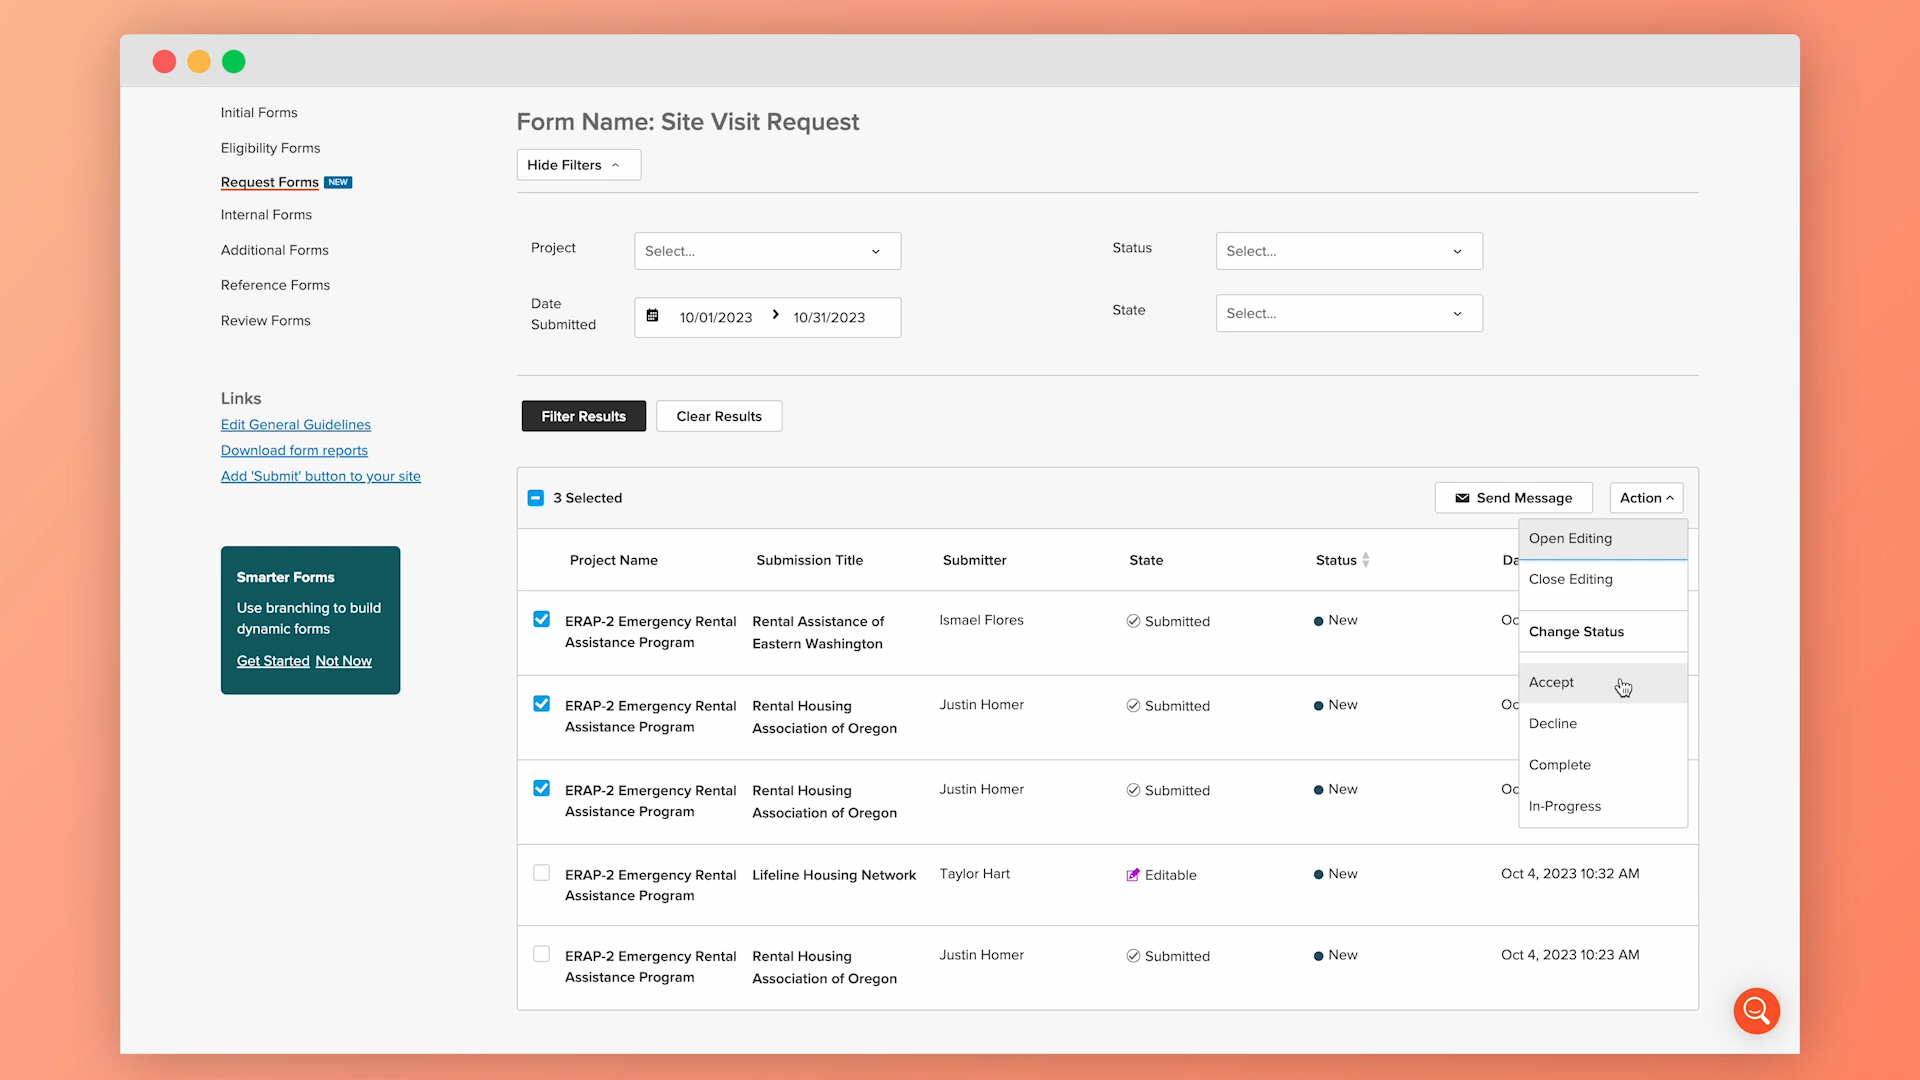 Initial Forms
Eligibility Forms
Request Forms NEW
Internal Forms
Additional Forms
Reference Forms
Review Forms
Links
Edit General Guidelines
Download form reports
Add 'Submit' button to your site
Smarter Forms
Use branching to build
dynamic forms
Get Started Not Now
Form Name: Site Visit Request
Hide Filters
Project Select...
Status Select...
Date
Submitted
10/01/2023 10/31/2023
State Select...
Filter Results Clear Results
3 Selected
Send Message Action
Open Editing
Close Editing
Change Status
Accept
Decline
Complete
In-Progress
Project Name Submission Title Submitter State Status Da
ERAP-2 Emergency Rental
Assistance Program
Rental Assistance of
Eastern Washington
Ismael Flores Submitted New Oc
ERAP-2 Emergency Rental
Assistance Program
Rental Housing
Association of Oregon
Justin Homer Submitted New Oc
ERAP-2 Emergency Rental
Assistance Program
Rental Housing
Association of Oregon
Justin Homer Submitted New Oc
ERAP-2 Emergency Rental
Assistance Program
Lifeline Housing Network
Taylor Hart Editable New Oct 4, 2023 10:32 AM
ERAP-2 Emergency Rental
Assistance Program
Rental Housing
Association of Oregon
Justin Homer Submitted New Oct 4, 2023 10:23 AM